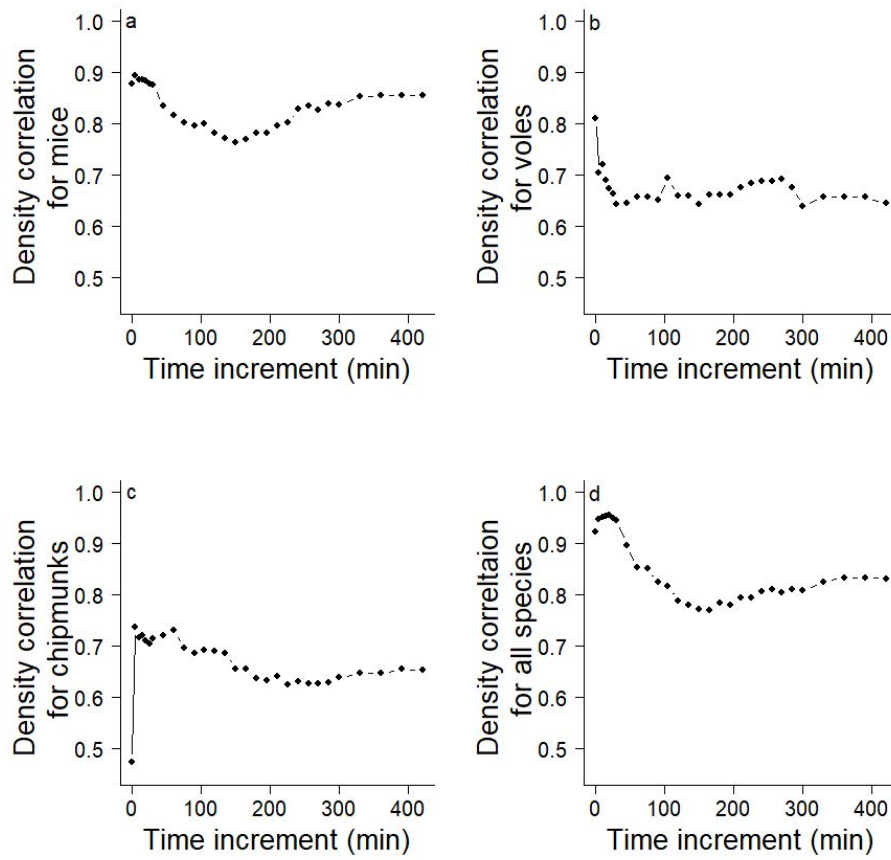 a
1.0
0.9
0.8
0.7
0.6
0.5
Density correlation
for mice
0 100 200 300 400
Time increment (min)
b
1.0
0.9
0.8
0.7
0.6
0.5
Density correlation
for voles
0 100 200 300 400
Time increment (min)
c
1.0
0.9
0.8
0.7
0.6
0.5
Density correlation
for chipmunks
0 100 200 300 400
Time increment (min)
d
1.0
0.9
0.8
0.7
0.6
0.5
Density correltaion
for all species
0 100 200 300 400
Time increment (min)